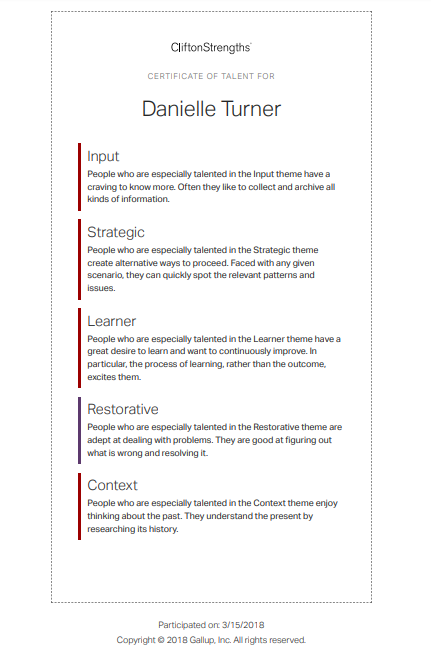 CliftonStrengths®
CERTIFICATE OF TALENT FOR
Danielle Turner
Input
People who are especially talented in the Input theme have a
craving to know more. Often they like to collect and archive all
kinds of information.
Strategic
People who are especially talented in the Strategic theme
create alternative ways to proceed. Faced with any given
scenario, they can quickly spot the relevant patterns and
issues.
Learner
People who are especially talented in the Learner theme have a
great desire to learn and want to continuously improve. In
particular, the process of learning, rather than the outcome,
excites them.
Restorative
People who are especially talented in the Restorative theme are
adept at dealing with problems. They are good at figuring out
what is wrong and resolving it.
Context
People who are especially talented in the Context theme enjoy
thinking about the past. They understand the present by
researching its history.
Participated on: 3/15/2018
Copyright © 2018 Gallup, Inc. All rights reserved.